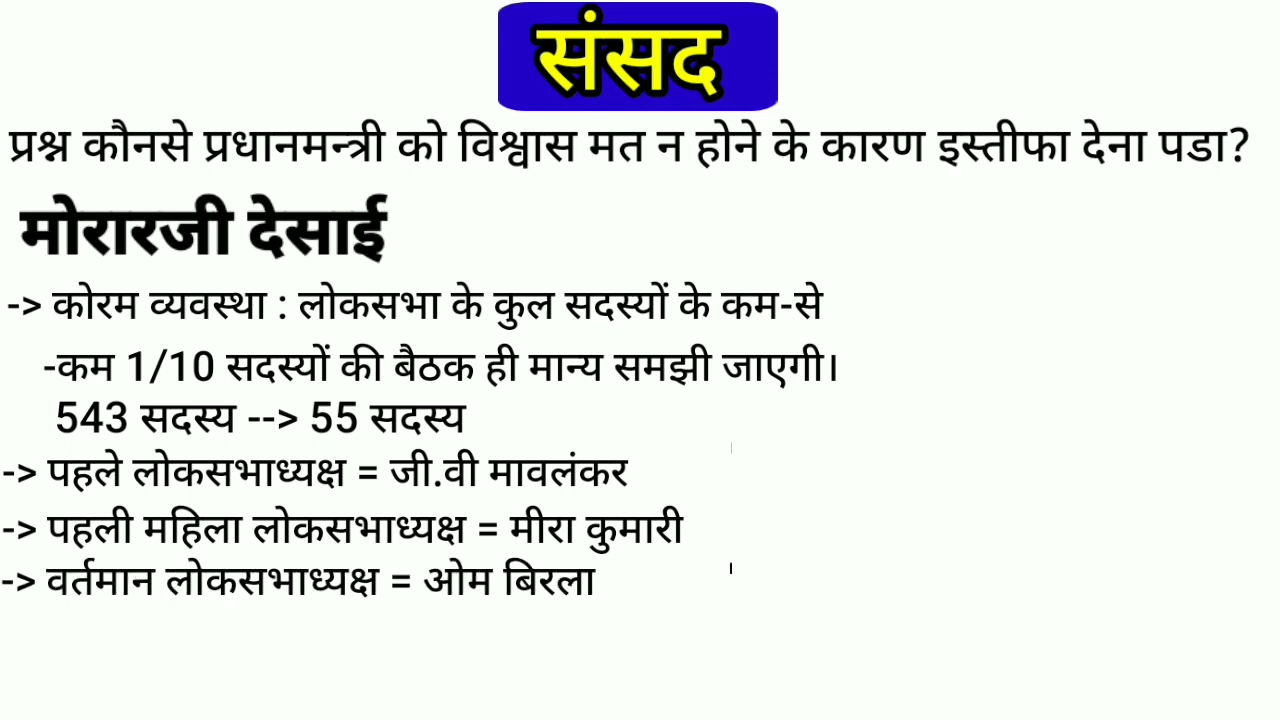 संसद
प्रश्न कौनसे प्रधानमन्त्री को विश्वास मत न होने के कारण इस्तीफा देना पडा?
मोरारजी देसाई
-> कोरम व्यवस्था : लोकसभा के कुल सदस्यों के कम-से
-कम 1/10 सदस्यों की बैठक ही मान्य समझी जाएगी।
543 सदस्य --> 55 सदस्य
-> पहले लोकसभाध्यक्ष = जी.वी मावलंकर
-> पहली महिला लोकसभाध्यक्ष = मीरा कुमारी
-> वर्तमान लोकसभाध्यक्ष = ओम बिरला